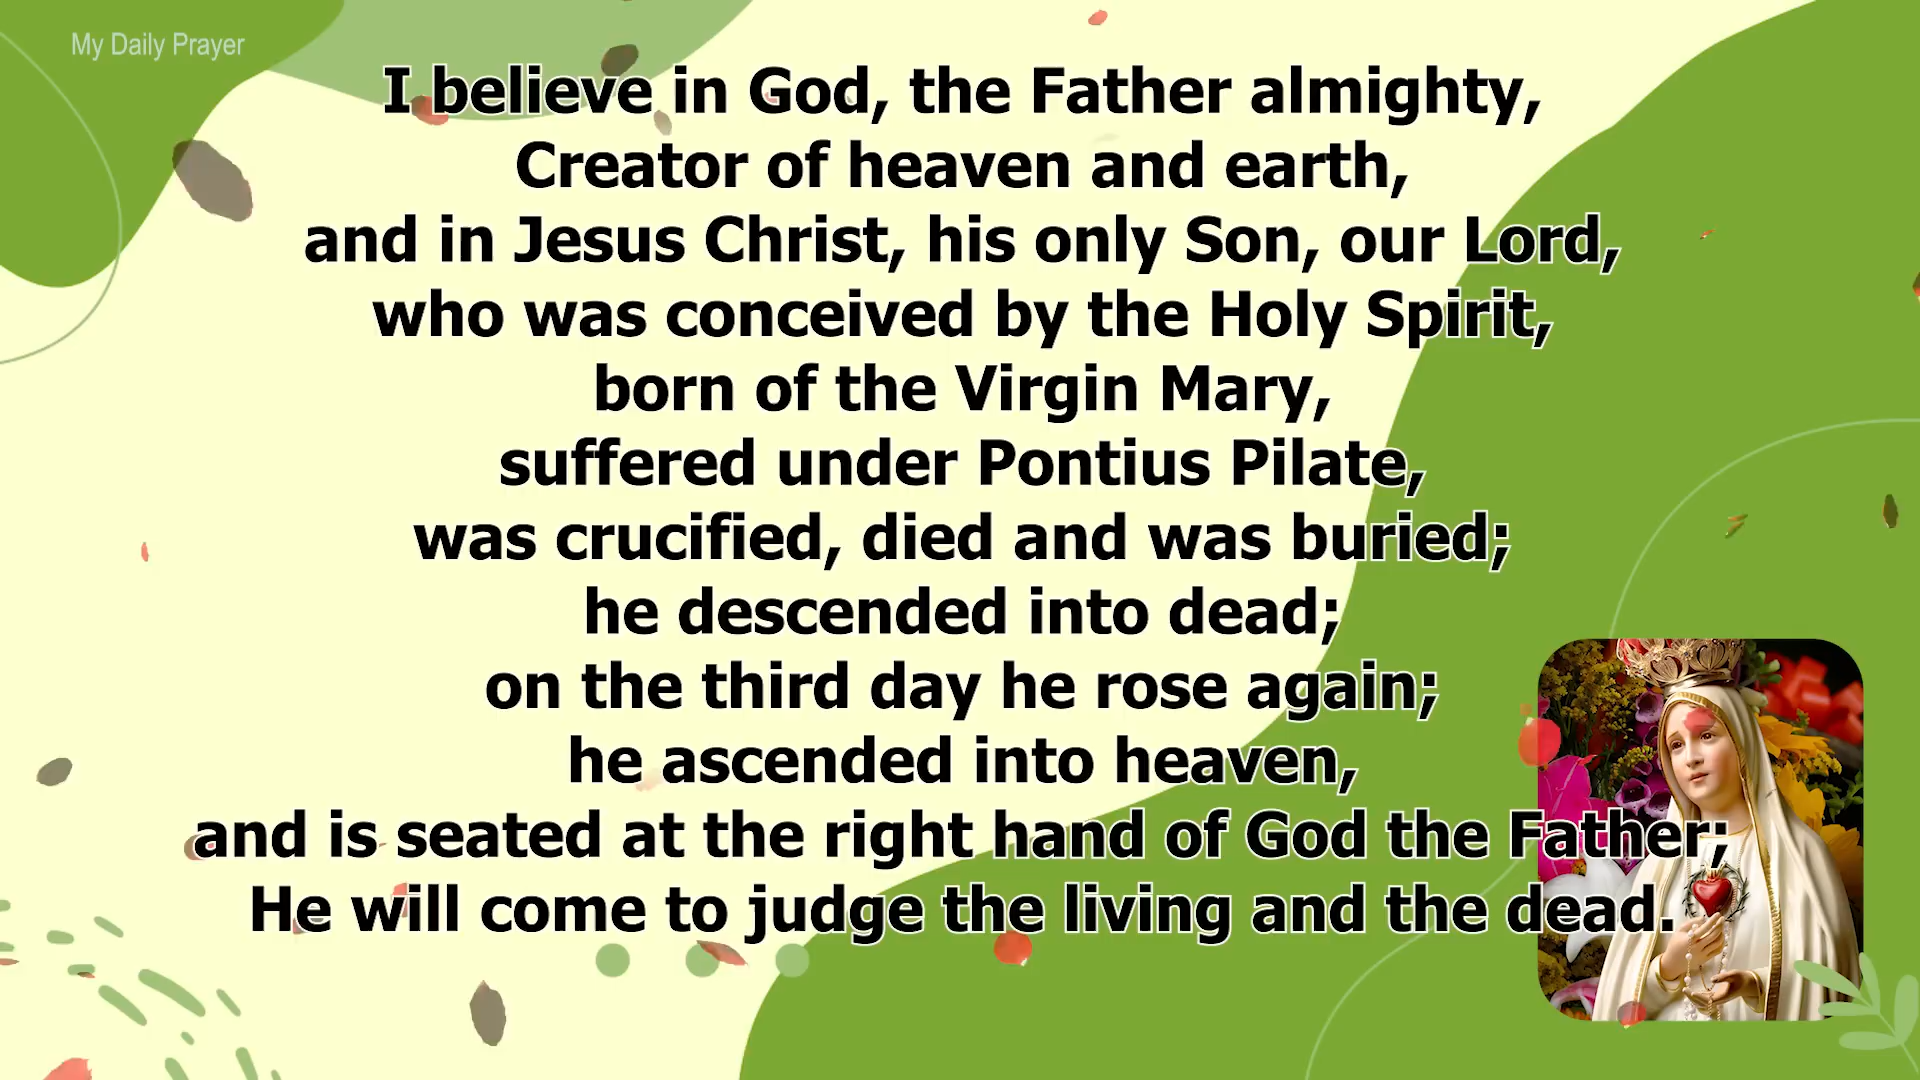 My Daily Prayer
I believe in God, the Father almighty,
Creator of heaven and earth,
and in Jesus Christ, his only Son, our Lord,
who was conceived by the Holy Spirit,
born of the Virgin Mary,
suffered under Pontius Pilate,
was crucified, died and was buried;
he descended into dead;
on the third day he rose again;
he ascended into heaven,
and is seated at the right hand of God the Father;
He will come to judge the living and the dead.